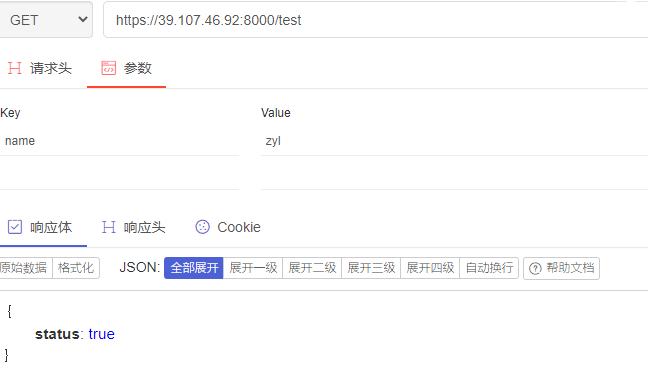 GET https://39.107.46.92:8000/test
请求头 参数
Key Value
name zyl
响应体 响应头 Cookie
原始数据 格式化 JSON: 全部展开 展开一级 展开二级 展开三级 展开四级 自动换行 帮助文档
{
status: true
}